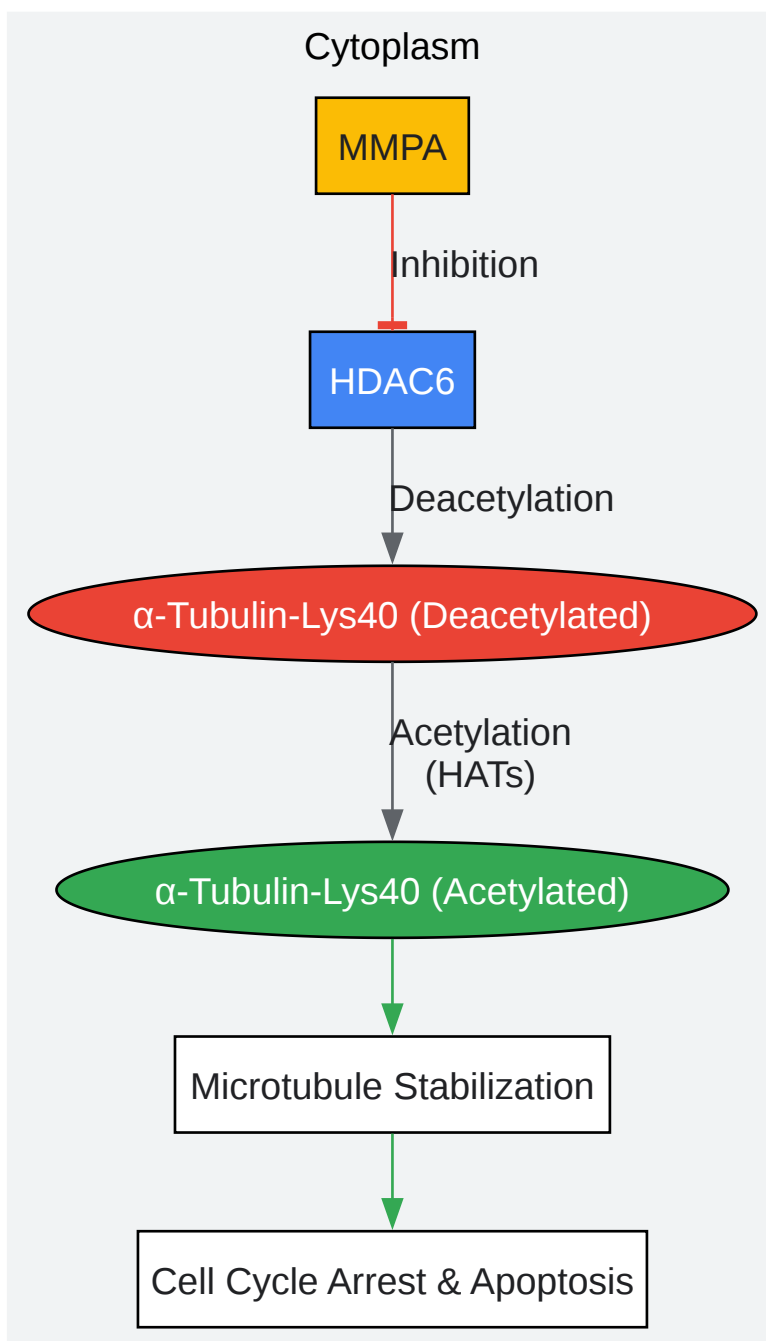 Cytoplasm
MMPA
Inhibition
HDAC6
Deacetylation
α-Tubulin-Lys40 (Deacetylated)
Acetylation
(HATs)
α-Tubulin-Lys40 (Acetylated)
Microtubule Stabilization
Cell Cycle Arrest & Apoptosis